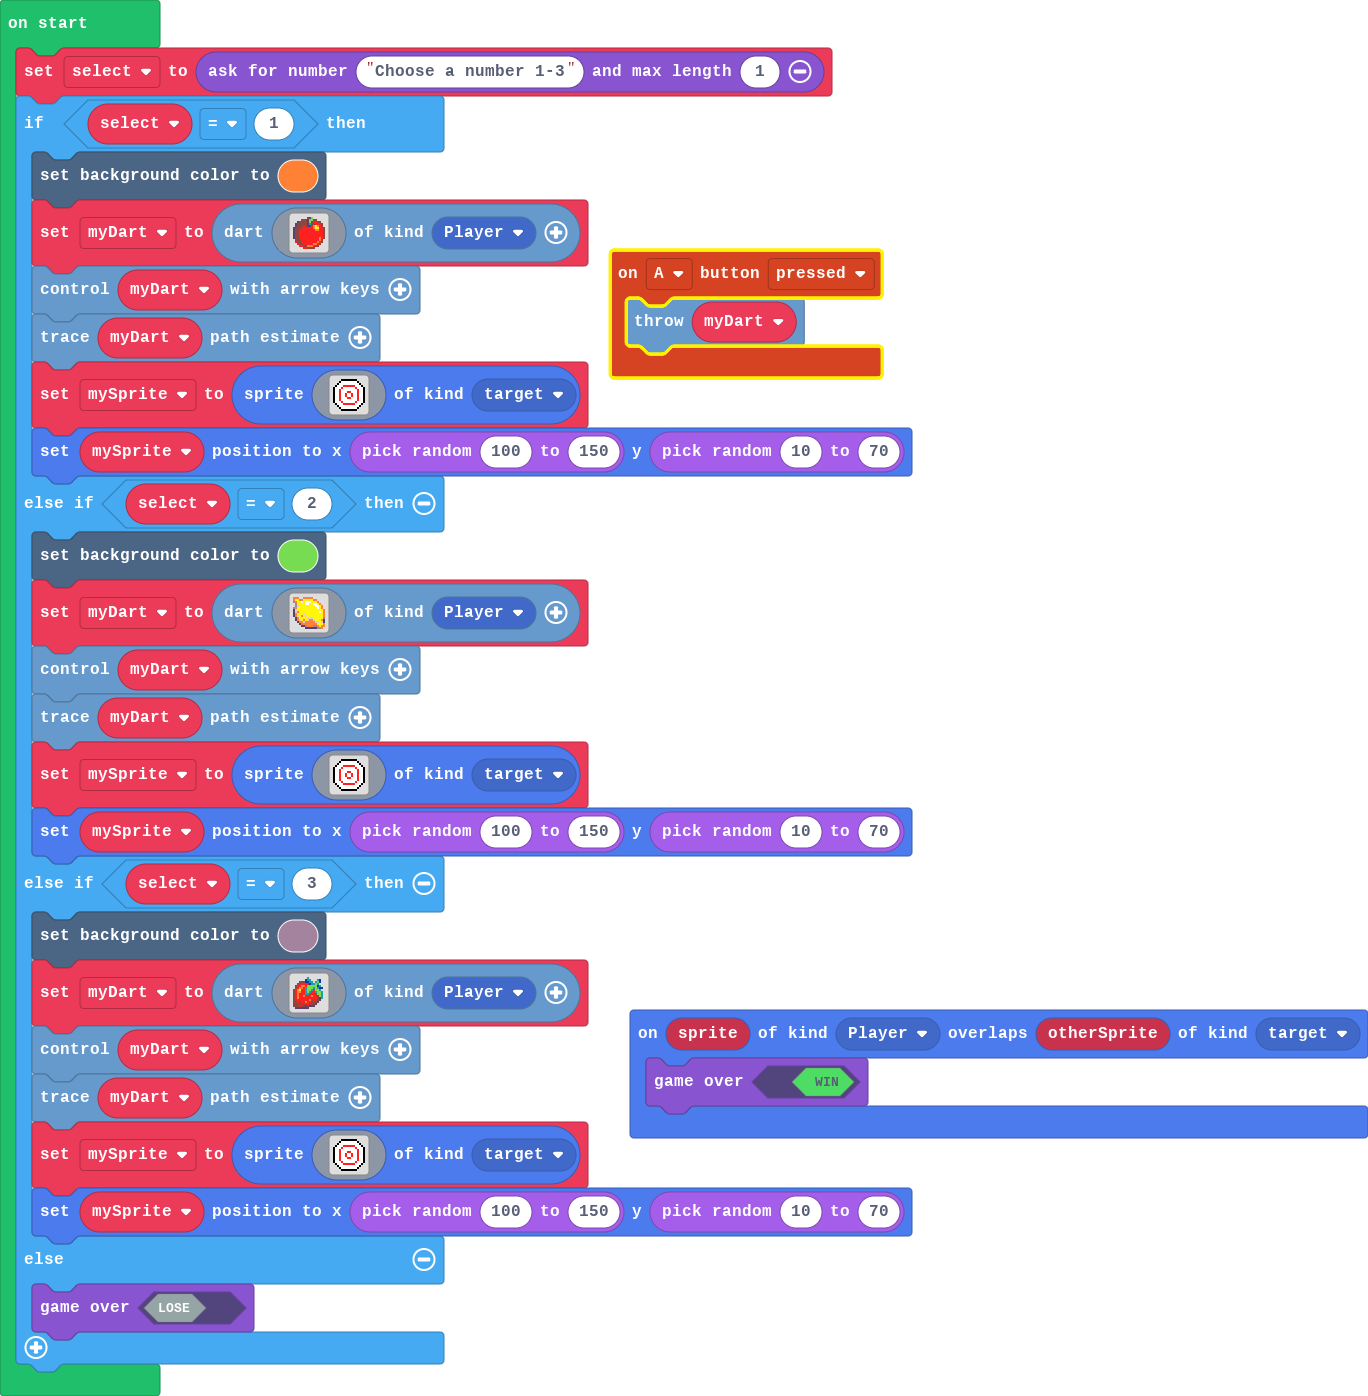 on start
set select to ask for number "Choose a number 1-3" and max length 1
if select = 1 then
set background color to
set myDart to dart of kind Player
control myDart with arrow keys
trace myDart path estimate
set mySprite to sprite of kind target
set mySprite position to x pick random 100 to 150 y pick random 10 to 70
else if select = 2 then
set background color to
set myDart to dart of kind Player
control myDart with arrow keys
trace myDart path estimate
set mySprite to sprite of kind target
set mySprite position to x pick random 100 to 150 y pick random 10 to 70
else if select = 3 then
set background color to
set myDart to dart of kind Player
control myDart with arrow keys
trace myDart path estimate
set mySprite to sprite of kind target
set mySprite position to x pick random 100 to 150 y pick random 10 to 70
else
game over LOSE
on A button pressed
throw myDart
on sprite of kind Player overlaps otherSprite of kind target
game over WIN